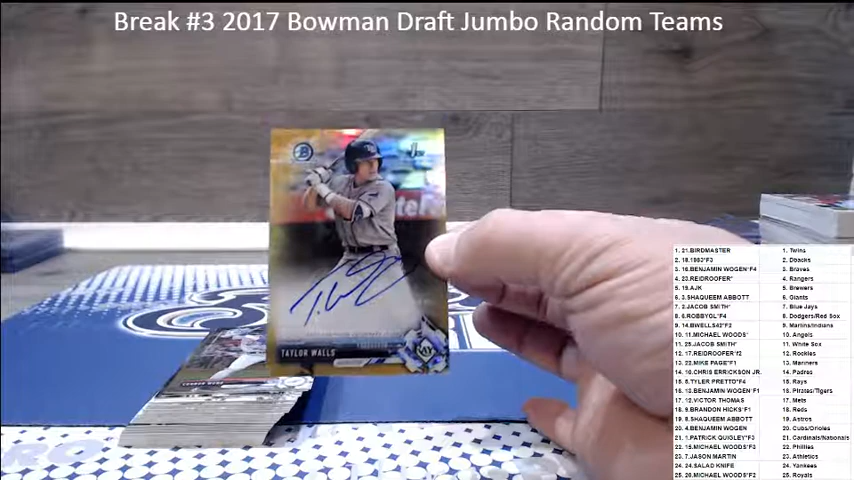 Break #3 2017 Bowman Draft Jumbo Random Teams
B
1st
TAYLOR WALLS
RAYS
1. 21.BIRDMASTER 1. Twins
2. 18.1803*F3 2. Dbacks
3. 16.BENJAMIN WOGEN*F4 3. Braves
4. 23.REIDROOFER* 4. Rangers
5. 19.AJK 5. Brewers
6. 3.SHAQUEEM ABBOTT 6. Giants
7. 2.JACOB SMITH* 7. Blue Jays
8. 6.ROBBYOL*F4 8. Dodgers/Red Sox
9. 14.BWELLS42*F2 9. Marlins/Indians
10. 11.MICHAEL WOODS* 10. Angels
11. 25.JACOB SMITH* 11. White Sox
12. 17.REIDROOFER*F2 12. Rockies
13. 22.MIKE PAGE*F1 13. Mariners
14. 10.CHRIS ERRICKSON JR. 14. Padres
15. 5.TYLER PRETTO*F4 15. Rays
16. 13.BENJAMIN WOGEN*F1 16. Pirates/Tigers
17. 12.VICTOR THOMAS 17. Mets
18. 9.BRANDON HICKS*F1 18. Reds
19. 8.SHAQUEEM ABBOTT 19. Astros
20. 4.BENJAMIN WOGEN 20. Cubs/Orioles
21. 1.PATRICK QUIGLEY*F3 21. Cardinals/Nationals
22. 15.MICHAEL WOODS*F3 22. Phillies
23. 7.JASON MARTIN 23. Athletics
24. 24.SALAD KNIFE 24. Yankees
25. 20.MICHAEL WOODS*F2 25. Royals